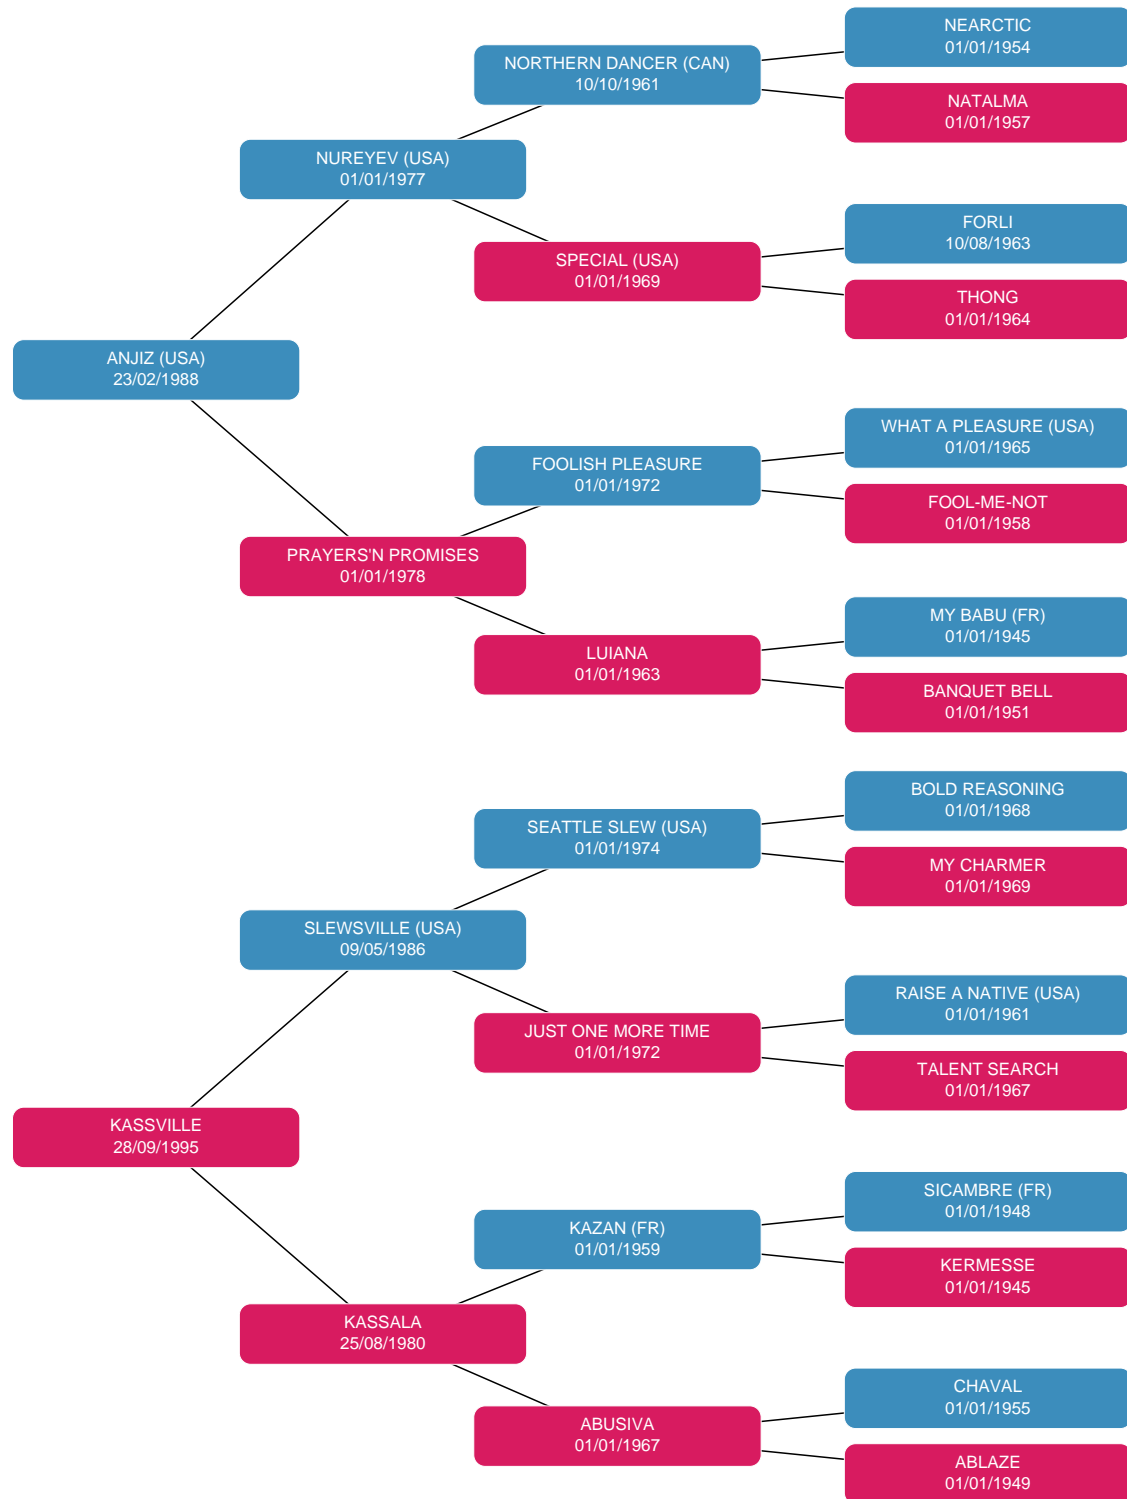 NEARCTIC
01/01/1954
NORTHERN DANCER (CAN)
10/10/1961
NATALMA
01/01/1957
NUREYEV (USA)
01/01/1977
FORLI
10/08/1963
SPECIAL (USA)
01/01/1969
THONG
01/01/1964
ANJIZ (USA)
23/02/1988
WHAT A PLEASURE (USA)
01/01/1965
FOOLISH PLEASURE
01/01/1972
FOOL-ME-NOT
01/01/1958
PRAYERS'N PROMISES
01/01/1978
MY BABU (FR)
01/01/1945
LUIANA
01/01/1963
BANQUET BELL
01/01/1951
BOLD REASONING
01/01/1968
SEATTLE SLEW (USA)
01/01/1974
MY CHARMER
01/01/1969
SLEWSVILLE (USA)
09/05/1986
RAISE A NATIVE (USA)
01/01/1961
JUST ONE MORE TIME
01/01/1972
TALENT SEARCH
01/01/1967
KASSVILLE
28/09/1995
SICAMBRE (FR)
01/01/1948
KAZAN (FR)
01/01/1959
KERMESSE
01/01/1945
KASSALA
25/08/1980
CHAVAL
01/01/1955
ABUSIVA
01/01/1967
ABLAZE
01/01/1949